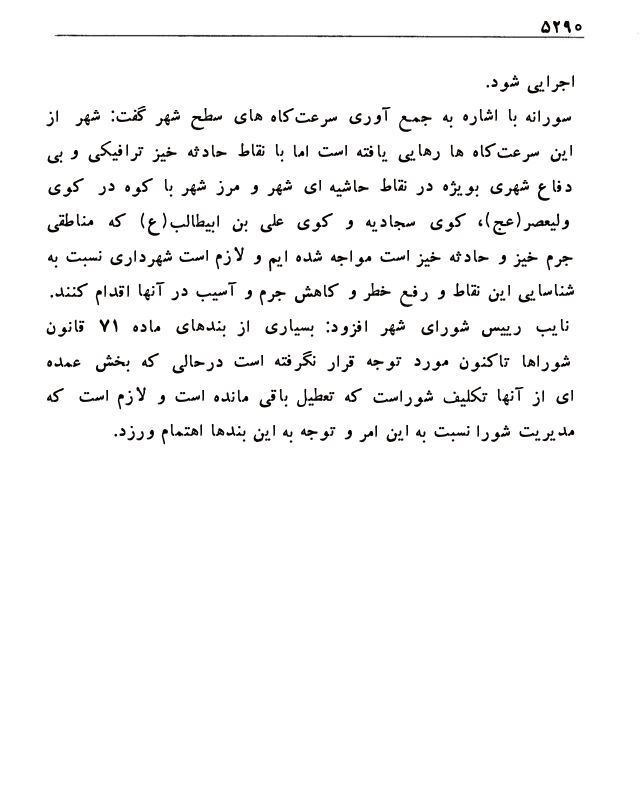 ۵۲۹۰
اجرایی شود.
سورانه با اشاره به جمع آوری سرعت‌کاه های سطح شهر گفت: شهر از
این سرعت‌کاه ها رهایی یافته است اما با نقاط حادثه خیز ترافیکی و بی
دفاع شهری بویژه در نقاط حاشیه ای شهر و مرز شهر با کوه در کوی
ولیعصر(عج)، کوی سجادیه و کوی علی بن ابیطالب(ع) که مناطقی
جرم خیز و حادثه خیز است مواجه شده ایم و لازم است شهرداری نسبت به
شناسایی این نقاط و رفع خطر و کاهش جرم و آسیب در آنها اقدام کنند.
نایب رییس شورای شهر افزود: بسیاری از بندهای ماده ۷۱ قانون
شوراها تاکنون مورد توجه قرار نگرفته است درحالی که بخش عمده
ای از آنها تکلیف شوراست که تعطیل باقی مانده است و لازم است که
مدیریت شورا نسبت به این امر و توجه به این بندها اهتمام ورزد.